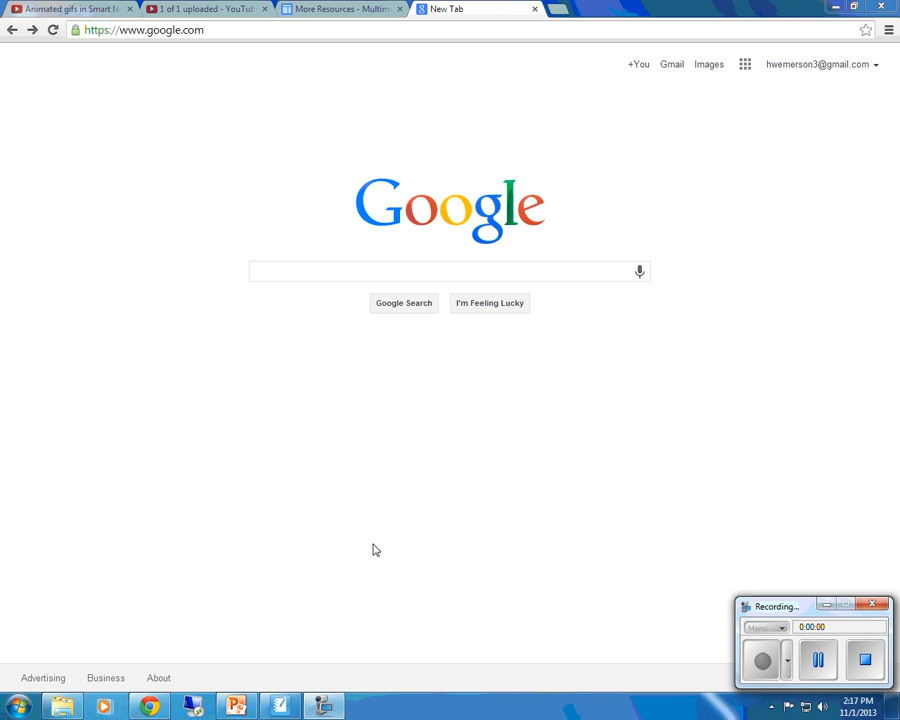 Animated gifs in Smart N
1 of 1 uploaded - YouTub
More Resources - Multim
New Tab
https://www.google.com
+You Gmail Images hwemerson3@gmail.com
Google
Google Search I'm Feeling Lucky
Recording...
Menu 0:00:00
Advertising Business About
2:17 PM
11/1/2013